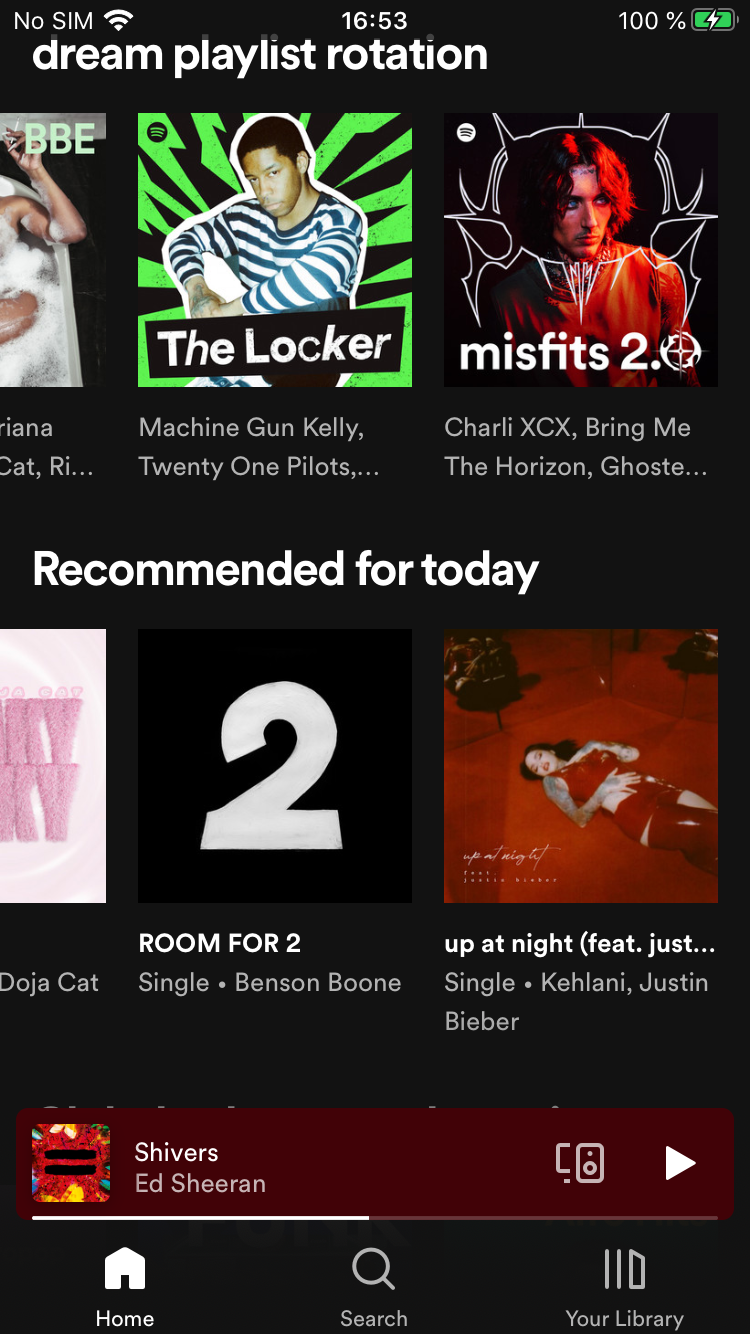 No SIM 16:53 100 %
dream playlist rotation
BBE
The Locker
misfits 2.0
riana
Cat, Ri...
Machine Gun Kelly,
Twenty One Pilots,...
Charli XCX, Bring Me
The Horizon, Ghoste...
Recommended for today
up at night
feat.
justin bieber
2
Doja Cat
ROOM FOR 2
Single • Benson Boone
up at night (feat. just...
Single • Kehlani, Justin
Bieber
Shivers
Ed Sheeran
Home
Search
Your Library